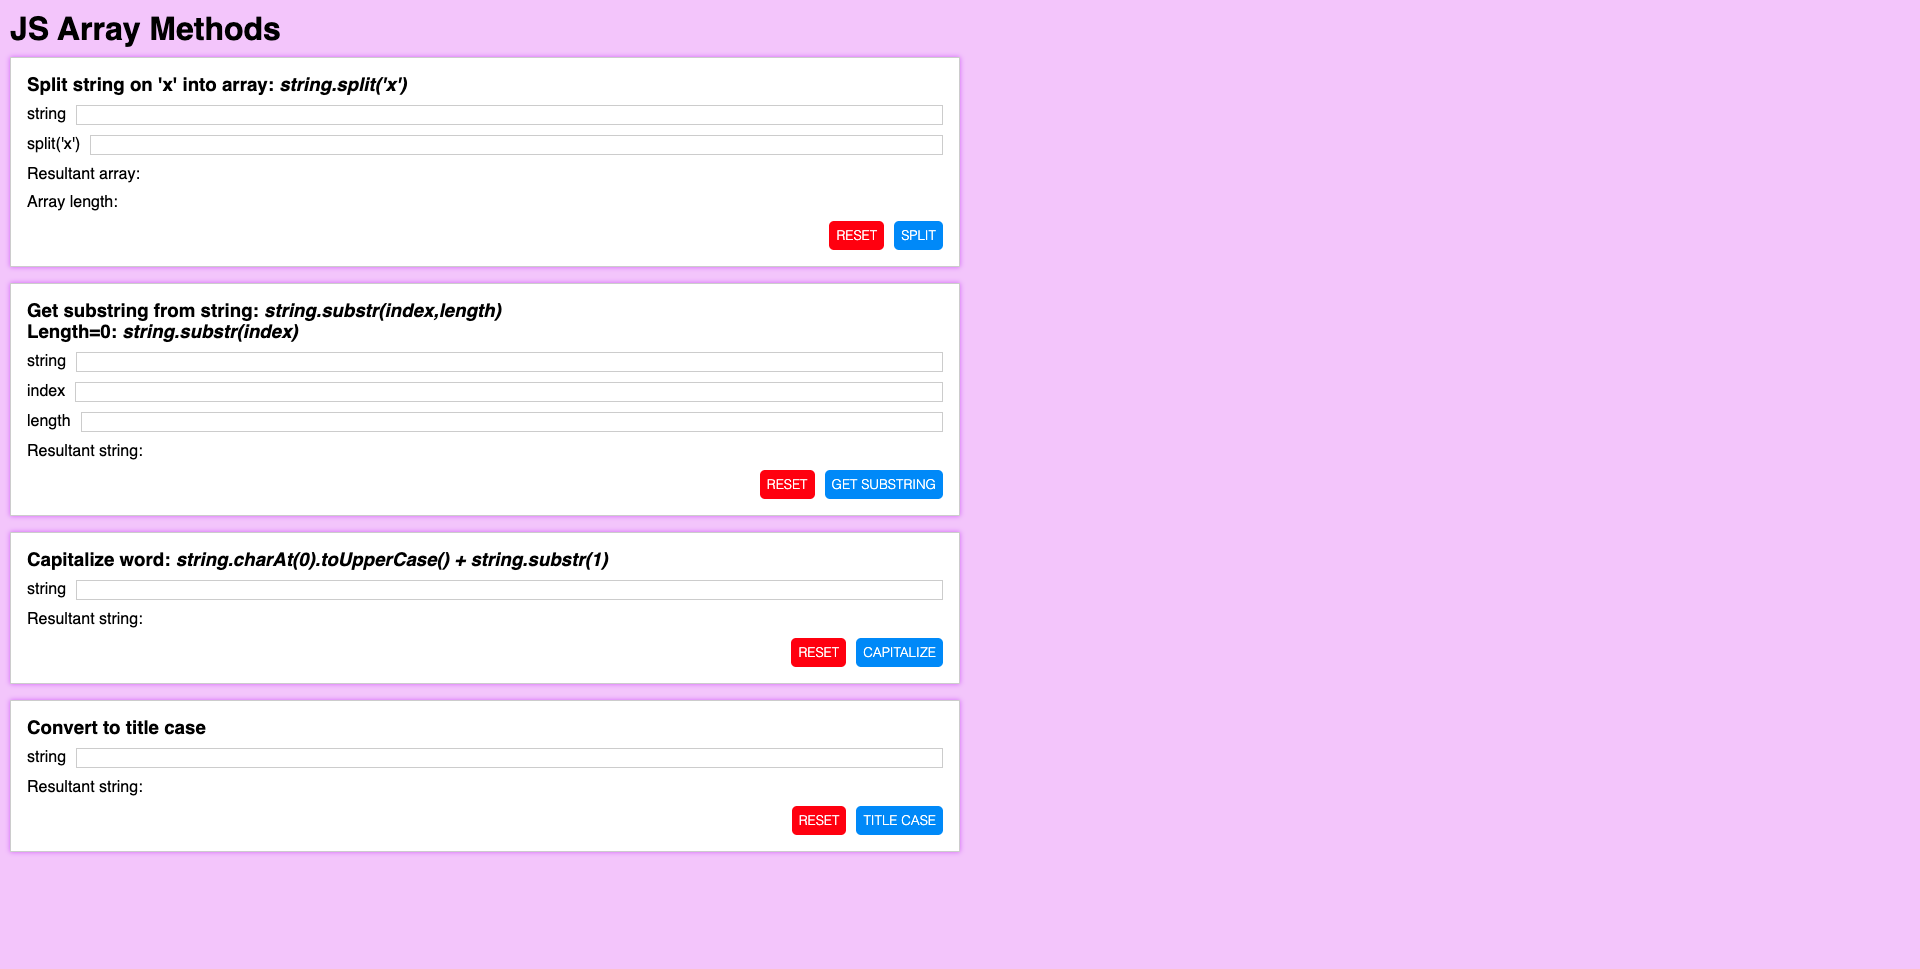 JS Array Methods
Split string on 'x' into array: string.split('x')
string
split('x')
Resultant array:
Array length:
RESET SPLIT
Get substring from string: string.substr(index,length)
Length=0: string.substr(index)
string
index
length
Resultant string:
RESET GET SUBSTRING
Capitalize word: string.charAt(0).toUpperCase() + string.substr(1)
string
Resultant string:
RESET CAPITALIZE
Convert to title case
string
Resultant string:
RESET TITLE CASE